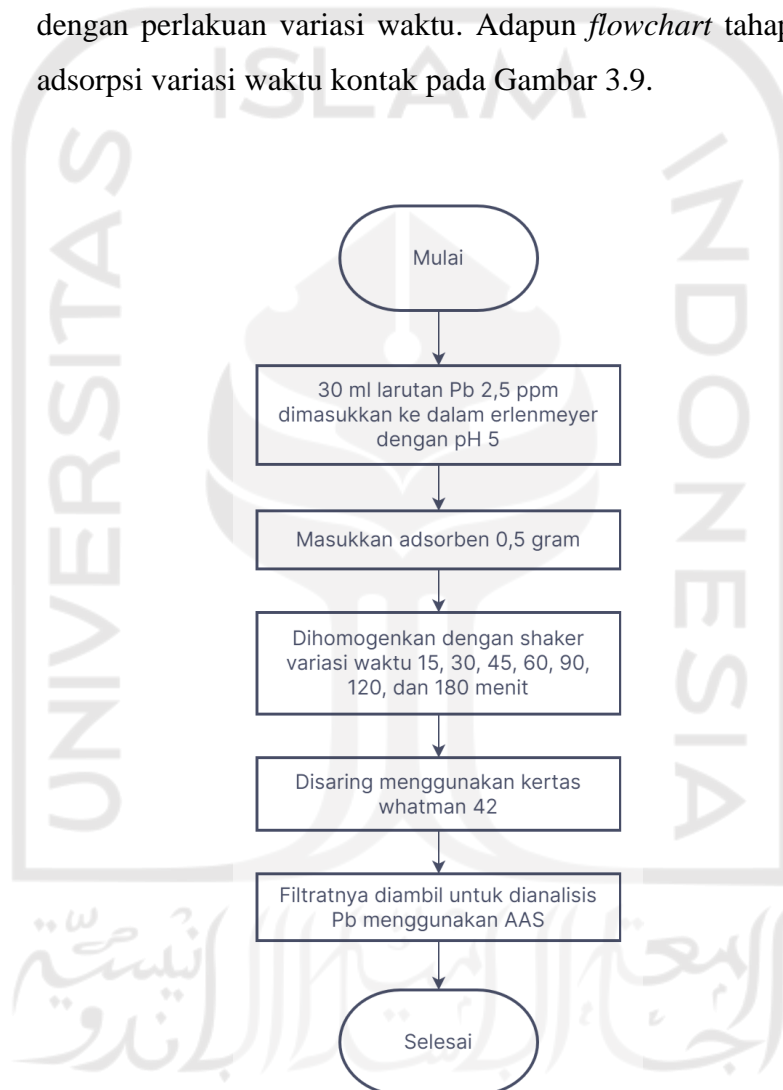 dengan perlakuan variasi waktu. Adapun flowchart tahap
adsorpsi variasi waktu kontak pada Gambar 3.9.
ISLAM
UNIVERSITAS
INDONESIA
Mulai
30 ml larutan Pb 2,5 ppm
dimasukkan ke dalam erlenmeyer
dengan pH 5
Masukkan adsorben 0,5 gram
Dihomogenkan dengan shaker
variasi waktu 15, 30, 45, 60, 90,
120, dan 180 menit
Disaring menggunakan kertas
whatman 42
Filtratnya diambil untuk dianalisis
Pb menggunakan AAS
Selesai